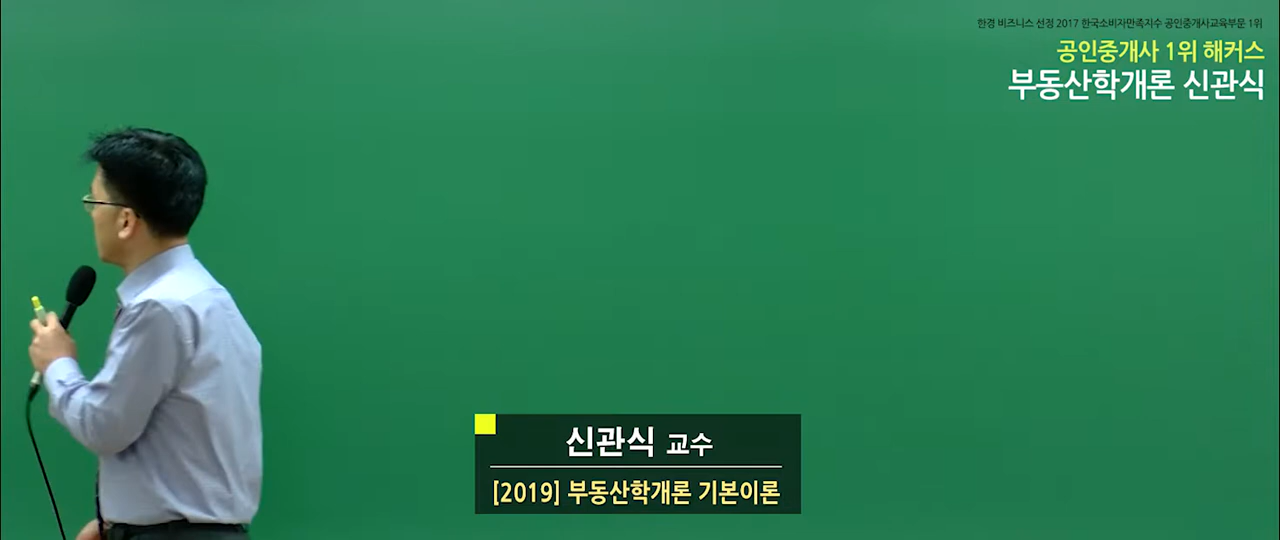 한경 비즈니스 선정 2017 한국소비자만족지수 공인중개사교육부문 1위
공인중개사 1위 해커스
부동산학개론 신관식
신관식 교수
[2019] 부동산학개론 기본이론